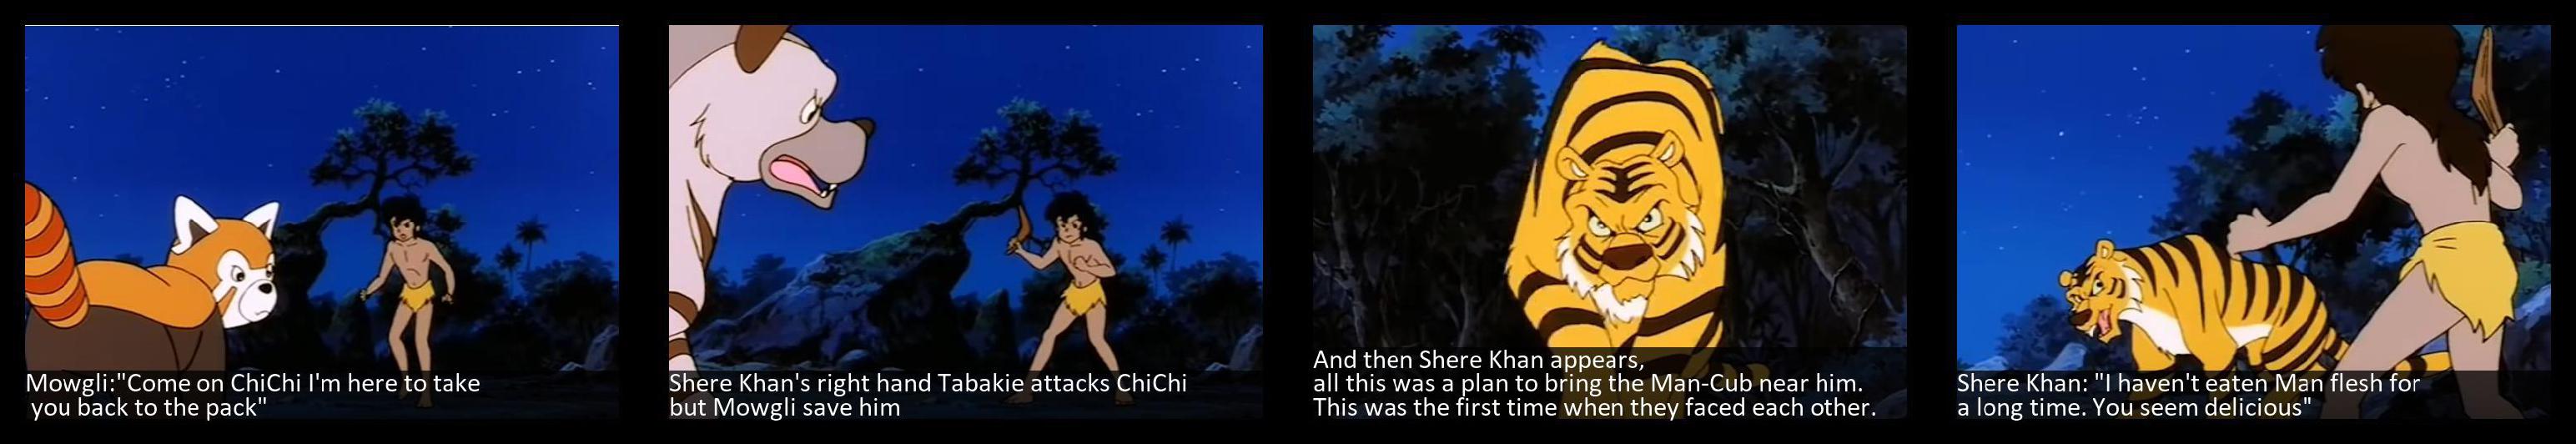 Mowgli:"Come on ChiChi I'm here to take
you back to the pack"
Shere Khan's right hand Tabakie attacks ChiChi
but Mowgli save him
And then Shere Khan appears,
all this was a plan to bring the Man-Cub near him.
This was the first time when they faced each other.
Shere Khan: "I haven't eaten Man flesh for
a long time. You seem delicious"